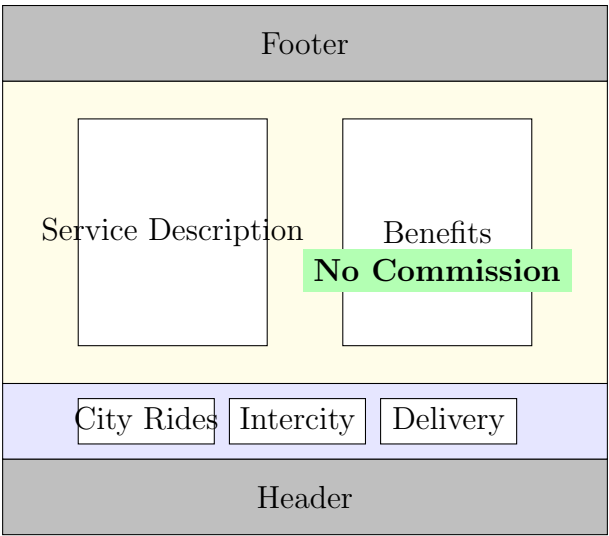 Footer
Service Description
Benefits
No Commission
City Rides
Intercity
Delivery
Header